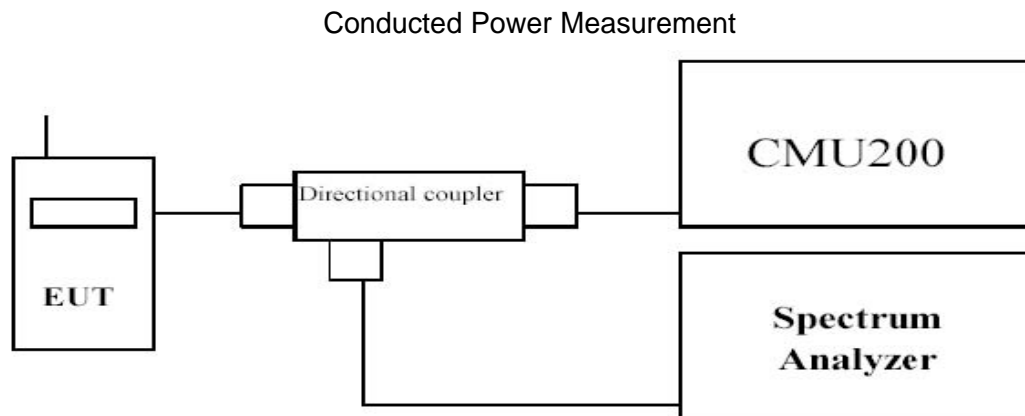 Conducted Power Measurement
CMU200
Directional coupler
EUT
Spectrum
Analyzer